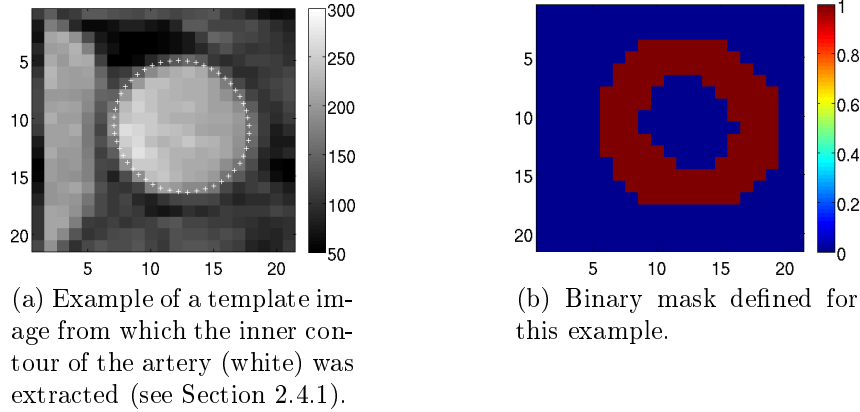 5
10
15
20
5 10 15 20
300
250
200
150
100
50
(a) Example of a template im-
age from which the inner con-
tour of the artery (white) was
extracted (see Section 2.4.1).
5
10
15
20
5 10 15 20
1
0.8
0.6
0.4
0.2
0
(b) Binary mask defined for
this example.